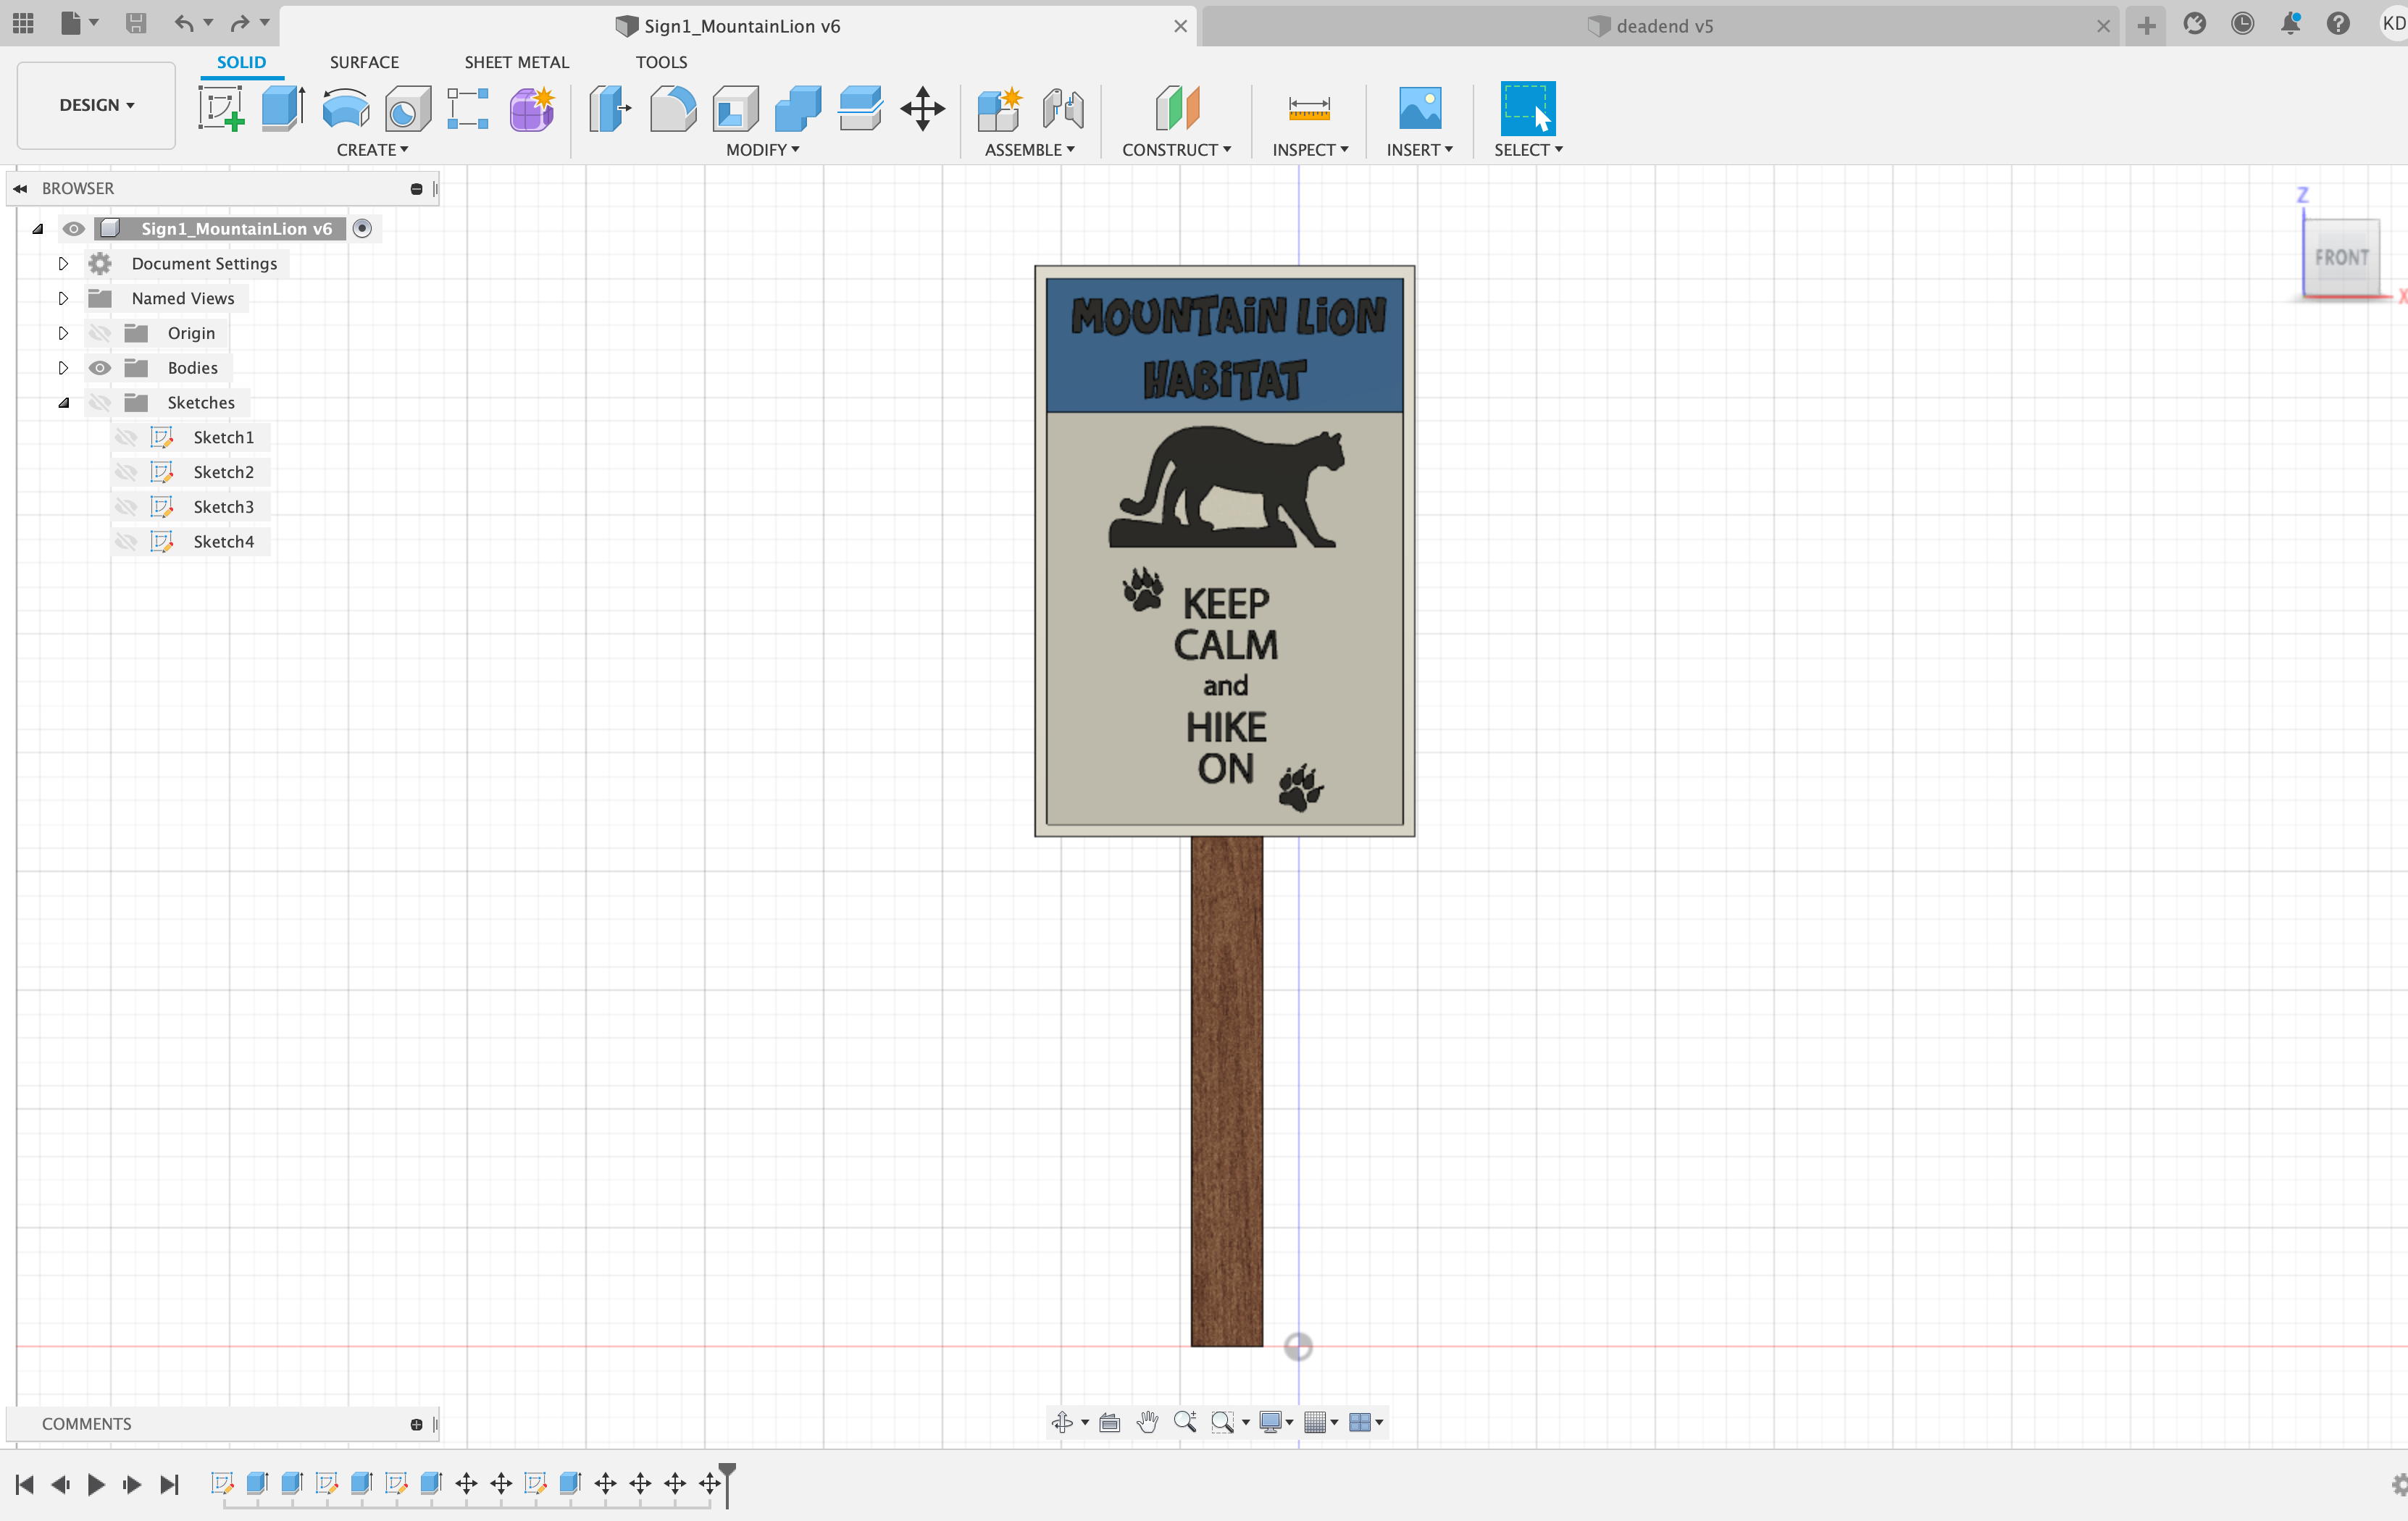 Sign1_MountainLion v6
deadend v5
KD
SOLID
SURFACE
SHEET METAL
TOOLS
DESIGN
CREATE
MODIFY
ASSEMBLE
CONSTRUCT
INSPECT
INSERT
SELECT
BROWSER
Sign1_MountainLion v6
Document Settings
Named Views
Origin
Bodies
Sketches
Sketch1
Sketch2
Sketch3
Sketch4
Z
FRONT
X
MOUNTAiN LiON
HABiTAT
KEEP
CALM
and
HIKE
ON
COMMENTS